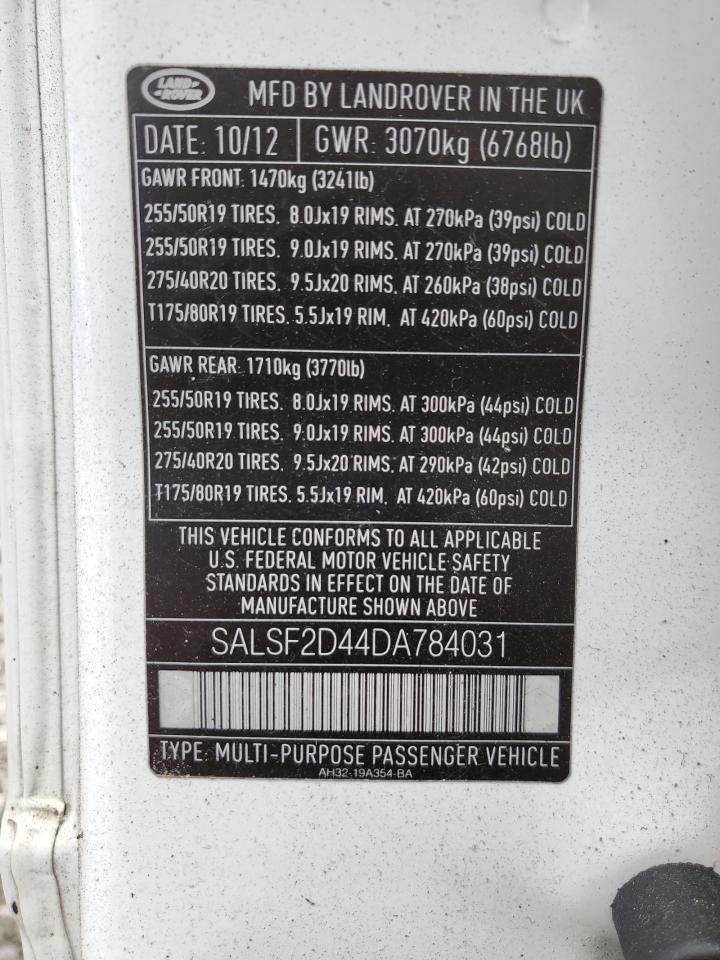 LAND ROVER
MFD BY LANDROVER IN THE UK
DATE: 10/12 GWR: 3070kg (6768lb)
GAWR FRONT: 1470kg (3241lb)
255/50R19 TIRES. 8.0Jx19 RIMS. AT 270kPa (39psi) COLD
255/50R19 TIRES. 9.0Jx19 RIMS. AT 270kPa (39psi) COLD
275/40R20 TIRES. 9.5Jx20 RIMS. AT 260kPa (38psi) COLD
T175/80R19 TIRES. 5.5Jx19 RIM. AT 420kPa (60psi) COLD
GAWR REAR: 1710kg (3770lb)
255/50R19 TIRES. 8.0Jx19 RIMS. AT 300kPa (44psi) COLD
255/50R19 TIRES. 9.0Jx19 RIMS. AT 300kPa (44psi) COLD
275/40R20 TIRES. 9.5Jx20 RIMS. AT 290kPa (42psi) COLD
T175/80R19 TIRES. 5.5Jx19 RIM. AT 420kPa (60psi) COLD
THIS VEHICLE CONFORMS TO ALL APPLICABLE
U.S. FEDERAL MOTOR VEHICLE SAFETY
STANDARDS IN EFFECT ON THE DATE OF
MANUFACTURE SHOWN ABOVE
SALSF2D44DA784031
TYPE: MULTI-PURPOSE PASSENGER VEHICLE
AH32-19A354-BA